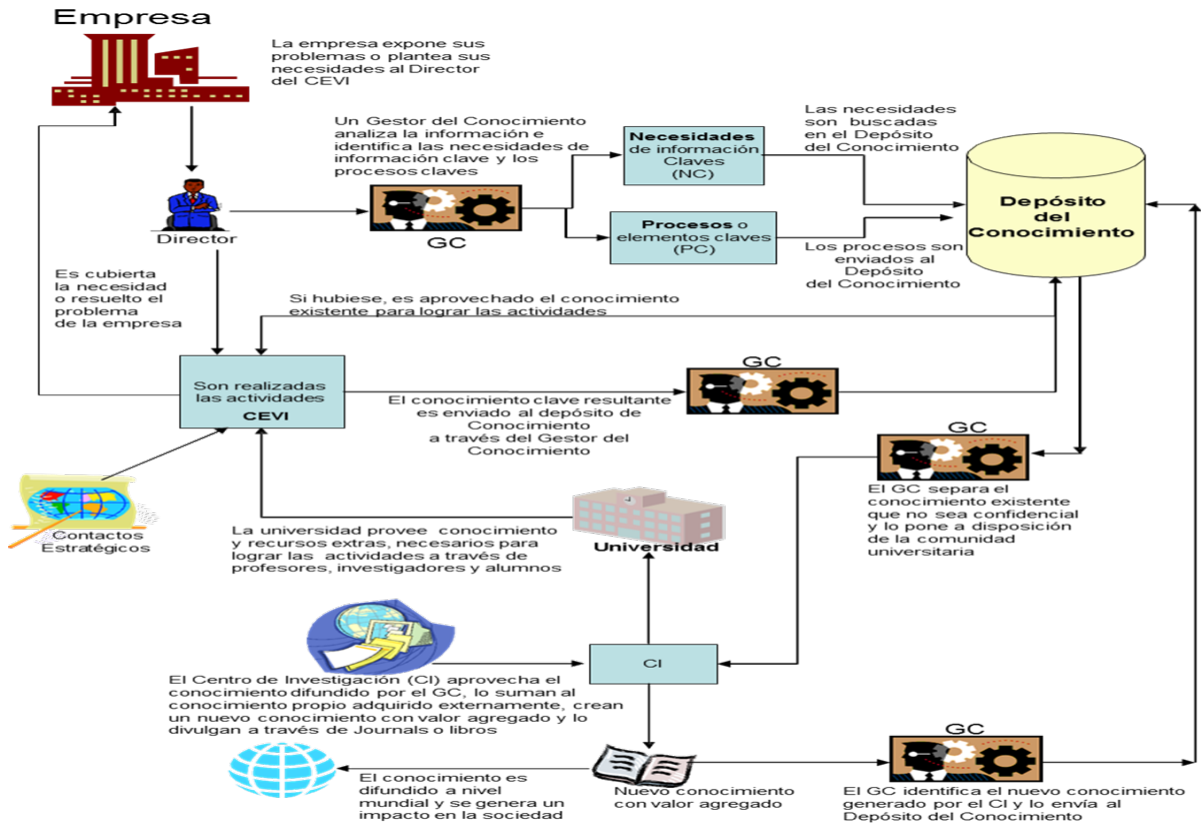 Empresa
La empresa expone sus
problemas o plantea sus
necesidades al Director
del CEVI
Un Gestor del Conocimiento
analiza la información e
identifica las necesidades de
información clave y los
procesos claves
Necesidades
de información
Claves
(NC)
Las necesidades
son buscadas
en el Depósito
del Conocimiento
Depósito
del
Conocimiento
Director
GC
Procesos o
elementos claves
(PC)
Los procesos son
enviados al
Depósito
del Conocimiento
Es cubierta
la necesidad
o resuelto el
problema
de la empresa
Si hubiese, es aprovechado el conocimiento
existente para lograr las actividades
Son realizadas
las actividades
CEVI
El conocimiento clave resultante
es enviado al depósito de
Conocimiento
a través del Gestor del
Conocimiento
GC
GC
El GC separa el
conocimiento existente
que no sea confidencial
y lo pone a disposición
de la comunidad
universitaria
Contactos
Estratégicos
La universidad provee conocimiento
y recursos extras, necesarios para
lograr las actividades a través de
profesores, investigadores y alumnos
Universidad
CI
El Centro de Investigación (CI) aprovecha el
conocimiento difundido por el GC, lo suman al
conocimiento propio adquirido externamente, crean
un nuevo conocimiento con valor agregado y lo
divulgan a través de Journals o libros
El conocimiento es
difundido a nivel
mundial y se genera un
impacto en la sociedad
Nuevo conocimiento
con valor agregado
GC
El GC identifica el nuevo conocimiento
generado por el CI y lo envía al
Depósito del Conocimiento